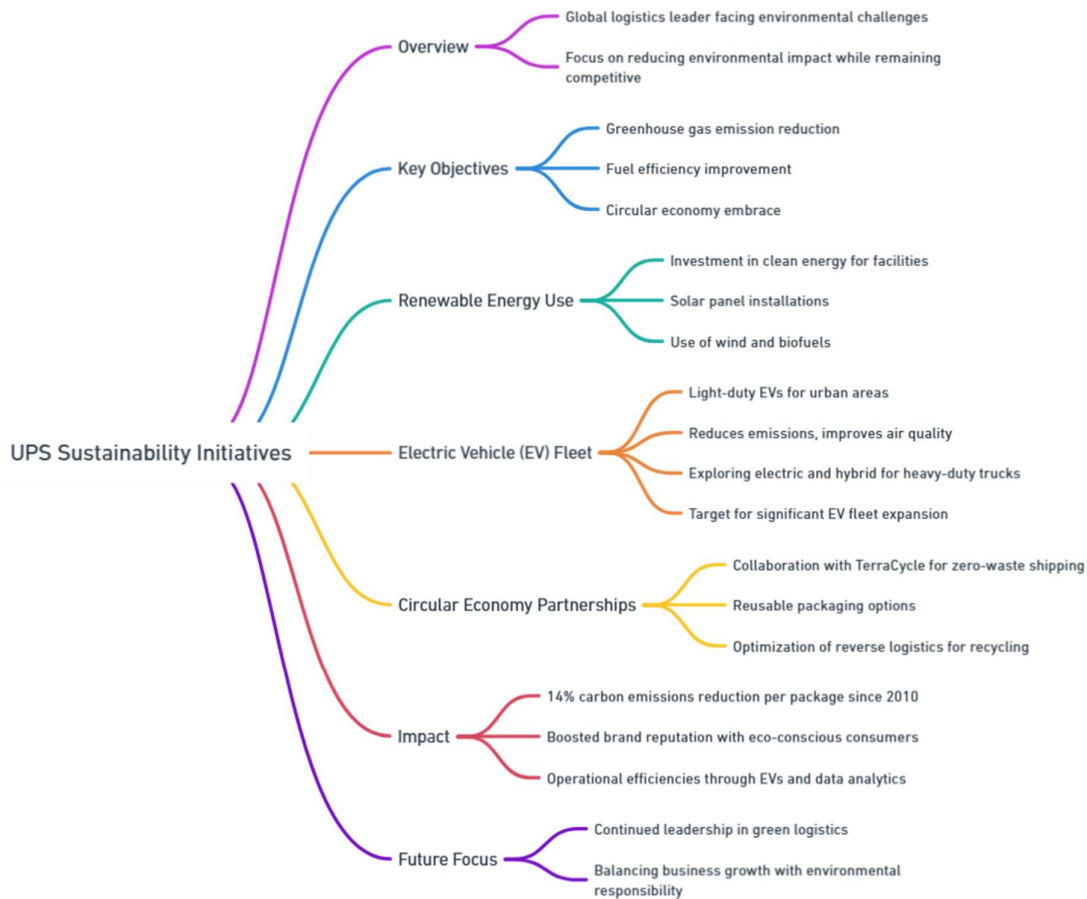 Global logistics leader facing environmental challenges
Overview
Focus on reducing environmental impact while remaining
competitive
Greenhouse gas emission reduction
Key Objectives
Fuel efficiency improvement
Circular economy embrace
Investment in clean energy for facilities
Renewable Energy Use
Solar panel installations
Use of wind and biofuels
Light-duty EVs for urban areas
Reduces emissions, improves air quality
UPS Sustainability Initiatives
Electric Vehicle (EV) Fleet
Exploring electric and hybrid for heavy-duty trucks
Target for significant EV fleet expansion
Collaboration with TerraCycle for zero-waste shipping
Circular Economy Partnerships
Reusable packaging options
Optimization of reverse logistics for recycling
14% carbon emissions reduction per package since 2010
Impact
Boosted brand reputation with eco-conscious consumers
Operational efficiencies through EVs and data analytics
Continued leadership in green logistics
Future Focus
Balancing business growth with environmental
responsibility